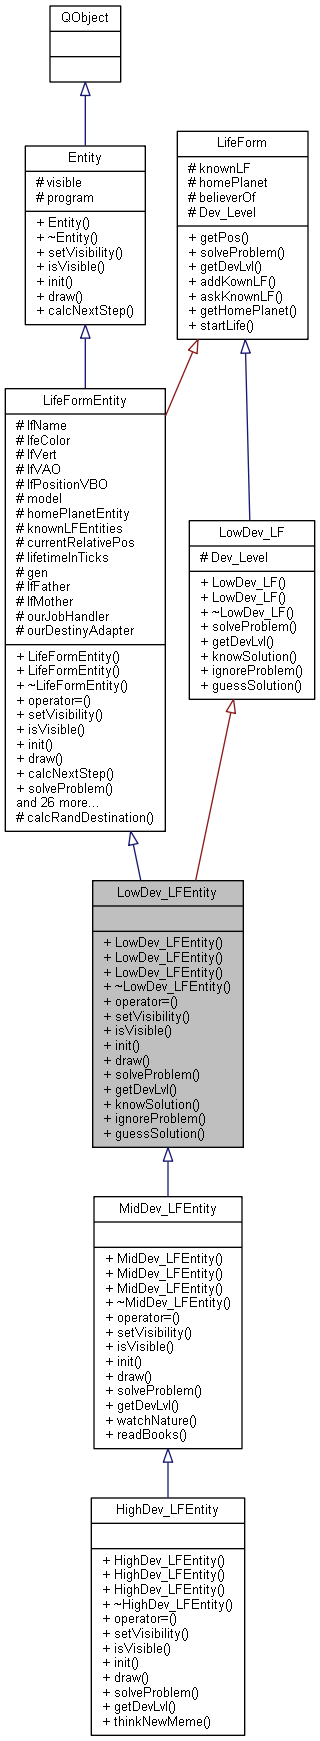 QObject
Entity
# visible
# program
+ Entity()
+ ~Entity()
+ setVisibility()
+ isVisible()
+ init()
+ draw()
+ calcNextStep()
LifeForm
# knownLF
# homePlanet
# believerOf
# Dev_Level
+ getPos()
+ solveProblem()
+ getDevLvl()
+ addKownLF()
+ askKnownLF()
+ getHomePlanet()
+ startLife()
LifeFormEntity
# lfName
# lfeColor
# lfVert
# lfVAO
# lfPositionVBO
# model
# homePlanetEntity
# knownLFEntities
# currentRelativePos
# lifetimeInTicks
# gen
# lfFather
# lfMother
# ourJobHandler
# ourDestinyAdapter
+ LifeFormEntity()
+ LifeFormEntity()
+ ~LifeFormEntity()
+ operator=()
+ setVisibility()
+ isVisible()
+ init()
+ draw()
+ calcNextStep()
+ solveProblem()
and 26 more...
# calcRandDestination()
LowDev_LF
# Dev_Level
+ LowDev_LF()
+ LowDev_LF()
+ ~LowDev_LF()
+ solveProblem()
+ getDevLvl()
+ knowSolution()
+ ignoreProblem()
+ guessSolution()
LowDev_LFEntity
+ LowDev_LFEntity()
+ LowDev_LFEntity()
+ LowDev_LFEntity()
+ ~LowDev_LFEntity()
+ operator=()
+ setVisibility()
+ isVisible()
+ init()
+ draw()
+ solveProblem()
+ getDevLvl()
+ knowSolution()
+ ignoreProblem()
+ guessSolution()
MidDev_LFEntity
+ MidDev_LFEntity()
+ MidDev_LFEntity()
+ MidDev_LFEntity()
+ ~MidDev_LFEntity()
+ operator=()
+ setVisibility()
+ isVisible()
+ init()
+ draw()
+ solveProblem()
+ getDevLvl()
+ watchNature()
+ readBooks()
HighDev_LFEntity
+ HighDev_LFEntity()
+ HighDev_LFEntity()
+ HighDev_LFEntity()
+ ~HighDev_LFEntity()
+ operator=()
+ setVisibility()
+ isVisible()
+ init()
+ draw()
+ solveProblem()
+ getDevLvl()
+ thinkNewMeme()